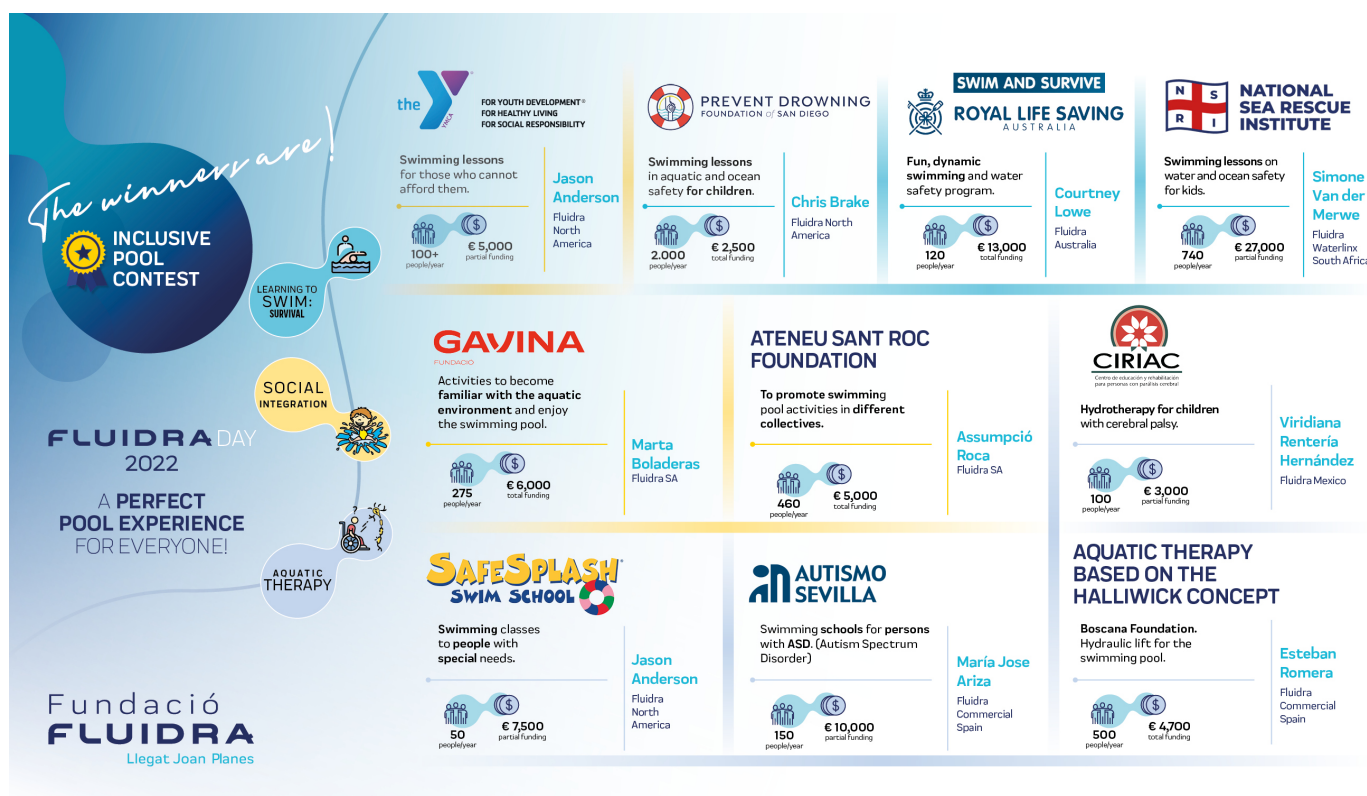 The winners are!
INCLUSIVE
POOL
CONTEST
LEARNING TO
SWIM:
SURVIVAL
SOCIAL
INTEGRATION
AQUATIC
THERAPY
FLUIDRA DAY
2022
A PERFECT
POOL EXPERIENCE
FOR EVERYONE!
Fundació
FLUIDRA
Llegat Joan Planes
the Y
YMCA
FOR YOUTH DEVELOPMENT®
FOR HEALTHY LIVING
FOR SOCIAL RESPONSIBILITY
Swimming lessons
for those who cannot
afford them.
100+
people/year
€ 5,000
partial funding
Jason
Anderson
Fluidra
North
America
PREVENT DROWNING
FOUNDATION of SAN DIEGO
Swimming lessons
in aquatic and ocean
safety for children.
2.000
people/year
€ 2,500
total funding
Chris Brake
Fluidra North
America
SWIM AND SURVIVE
ROYAL LIFE SAVING
AUSTRALIA
Fun, dynamic
swimming and water
safety program.
120
people/year
€ 13,000
total funding
Courtney
Lowe
Fluidra
Australia
N S
R I
NATIONAL
SEA RESCUE
INSTITUTE
Swimming lessons on
water and ocean safety
for kids.
740
people/year
€ 27,000
partial funding
Simone
Van der
Merwe
Fluidra
Waterlinx
South Africa
GAVINA
FUNDACIÓ
Activities to become
familiar with the aquatic
environment and enjoy
the swimming pool.
275
people/year
€ 6,000
total funding
Marta
Boladeras
Fluidra SA
ATENEU SANT ROC
FOUNDATION
To promote swimming
pool activities in different
collectives.
460
people/year
€ 5,000
total funding
Assumpció
Roca
Fluidra SA
CIRIAC
Centro de educación y rehabilitación
para personas con parálisis cerebral
Hydrotherapy for children
with cerebral palsy.
100
people/year
€ 3,000
partial funding
Viridiana
Rentería
Hernández
Fluidra Mexico
SAFESPLASH®
SWIM SCHOOL
Swimming classes
to people with
special needs.
50
people/year
€ 7,500
partial funding
Jason
Anderson
Fluidra
North
America
AUTISMO
SEVILLA
Swimming schools for persons
with ASD. (Autism Spectrum
Disorder)
150
people/year
€ 10,000
partial funding
María Jose
Ariza
Fluidra
Commercial
Spain
AQUATIC THERAPY
BASED ON THE
HALLIWICK CONCEPT
Boscana Foundation.
Hydraulic lift for the
swimming pool.
500
people/year
€ 4,700
total funding
Esteban
Romera
Fluidra
Commercial
Spain